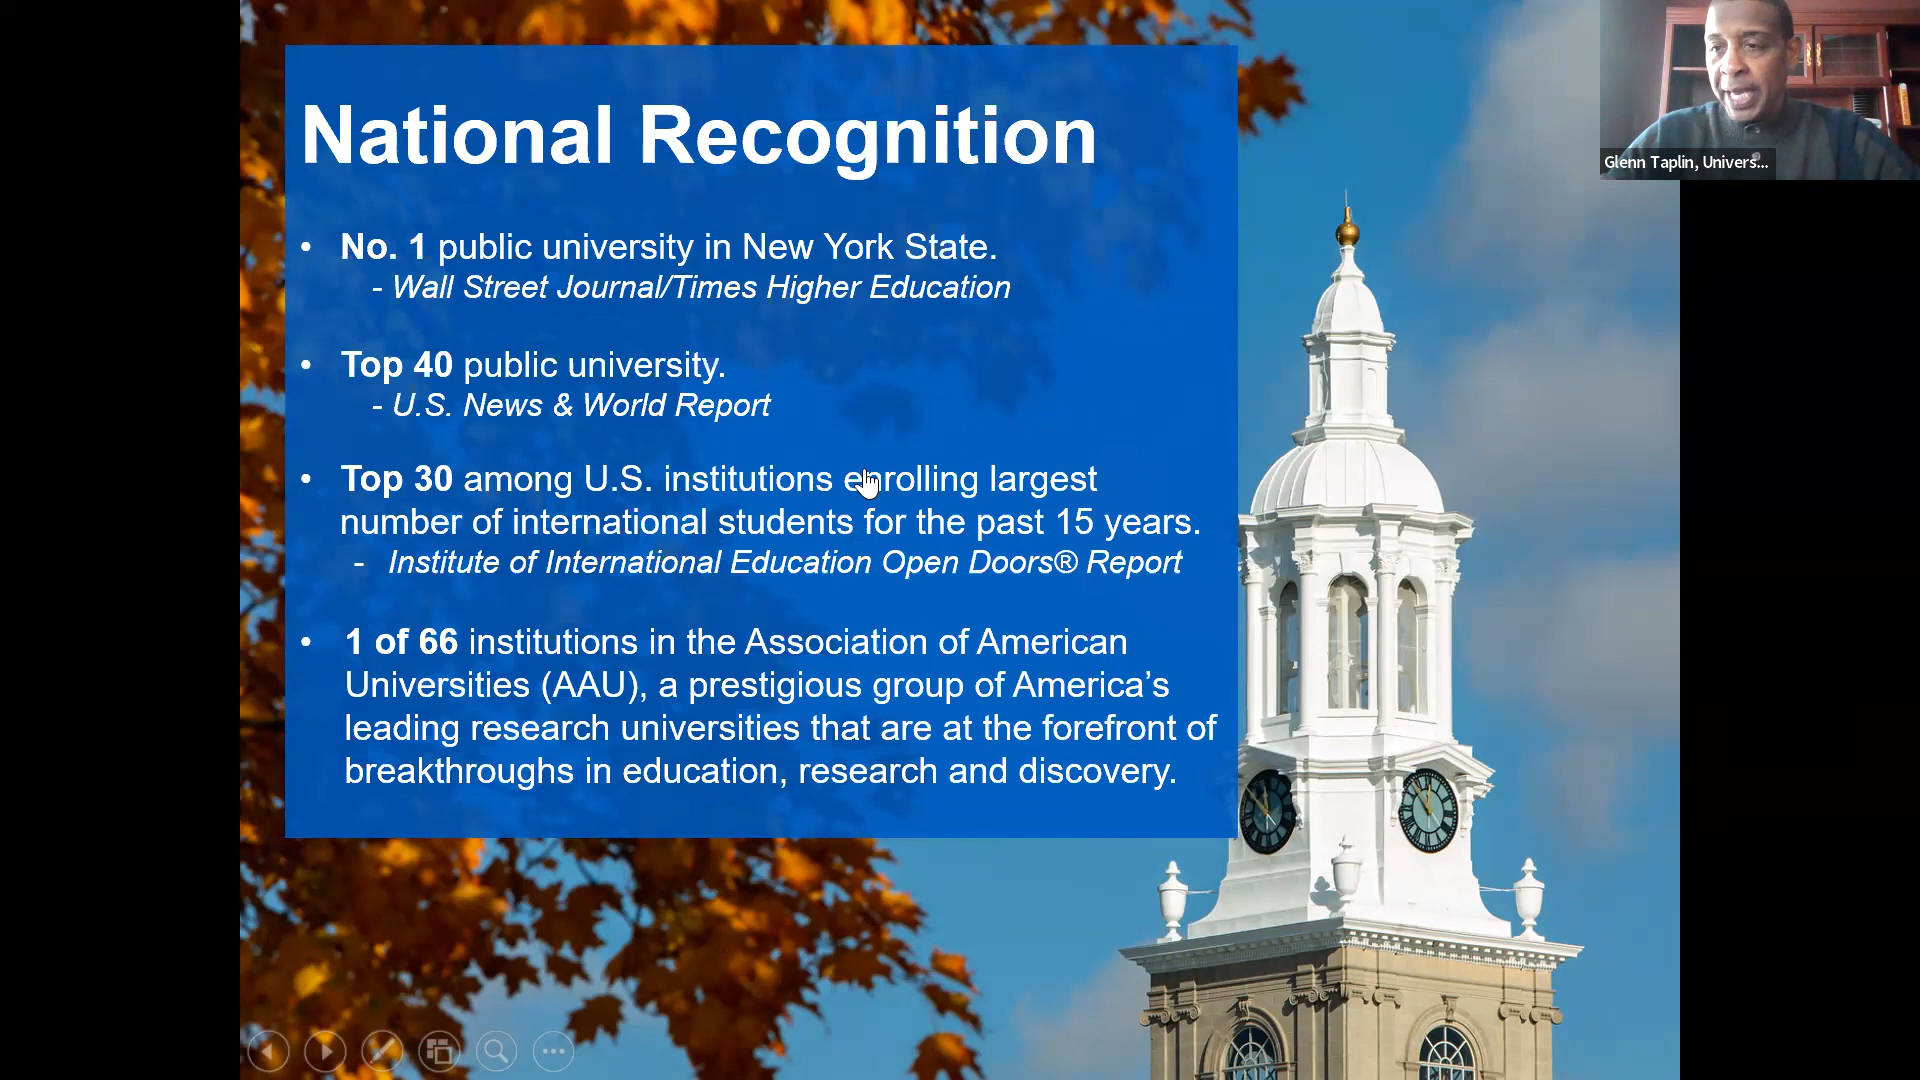 National Recognition
• No. 1 public university in New York State.
- Wall Street Journal/Times Higher Education
• Top 40 public university.
- U.S. News & World Report
• Top 30 among U.S. institutions enrolling largest
number of international students for the past 15 years.
- Institute of International Education Open Doors® Report
• 1 of 66 institutions in the Association of American
Universities (AAU), a prestigious group of America’s
leading research universities that are at the forefront of
breakthroughs in education, research and discovery.
Glenn Taplin, Univers...